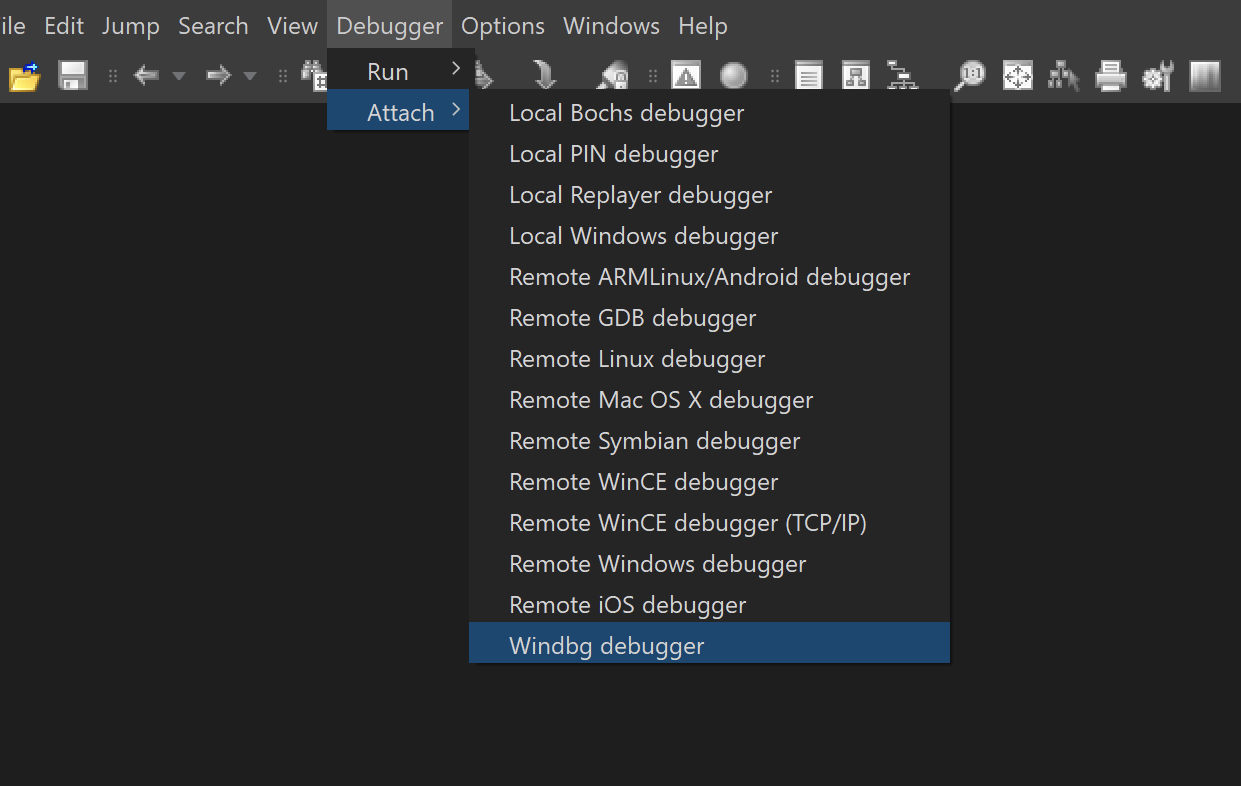 ile Edit Jump Search View Debugger Options Windows Help
Run
Attach
Local Bochs debugger
Local PIN debugger
Local Replayer debugger
Local Windows debugger
Remote ARMLinux/Android debugger
Remote GDB debugger
Remote Linux debugger
Remote Mac OS X debugger
Remote Symbian debugger
Remote WinCE debugger
Remote WinCE debugger (TCP/IP)
Remote Windows debugger
Remote iOS debugger
Windbg debugger